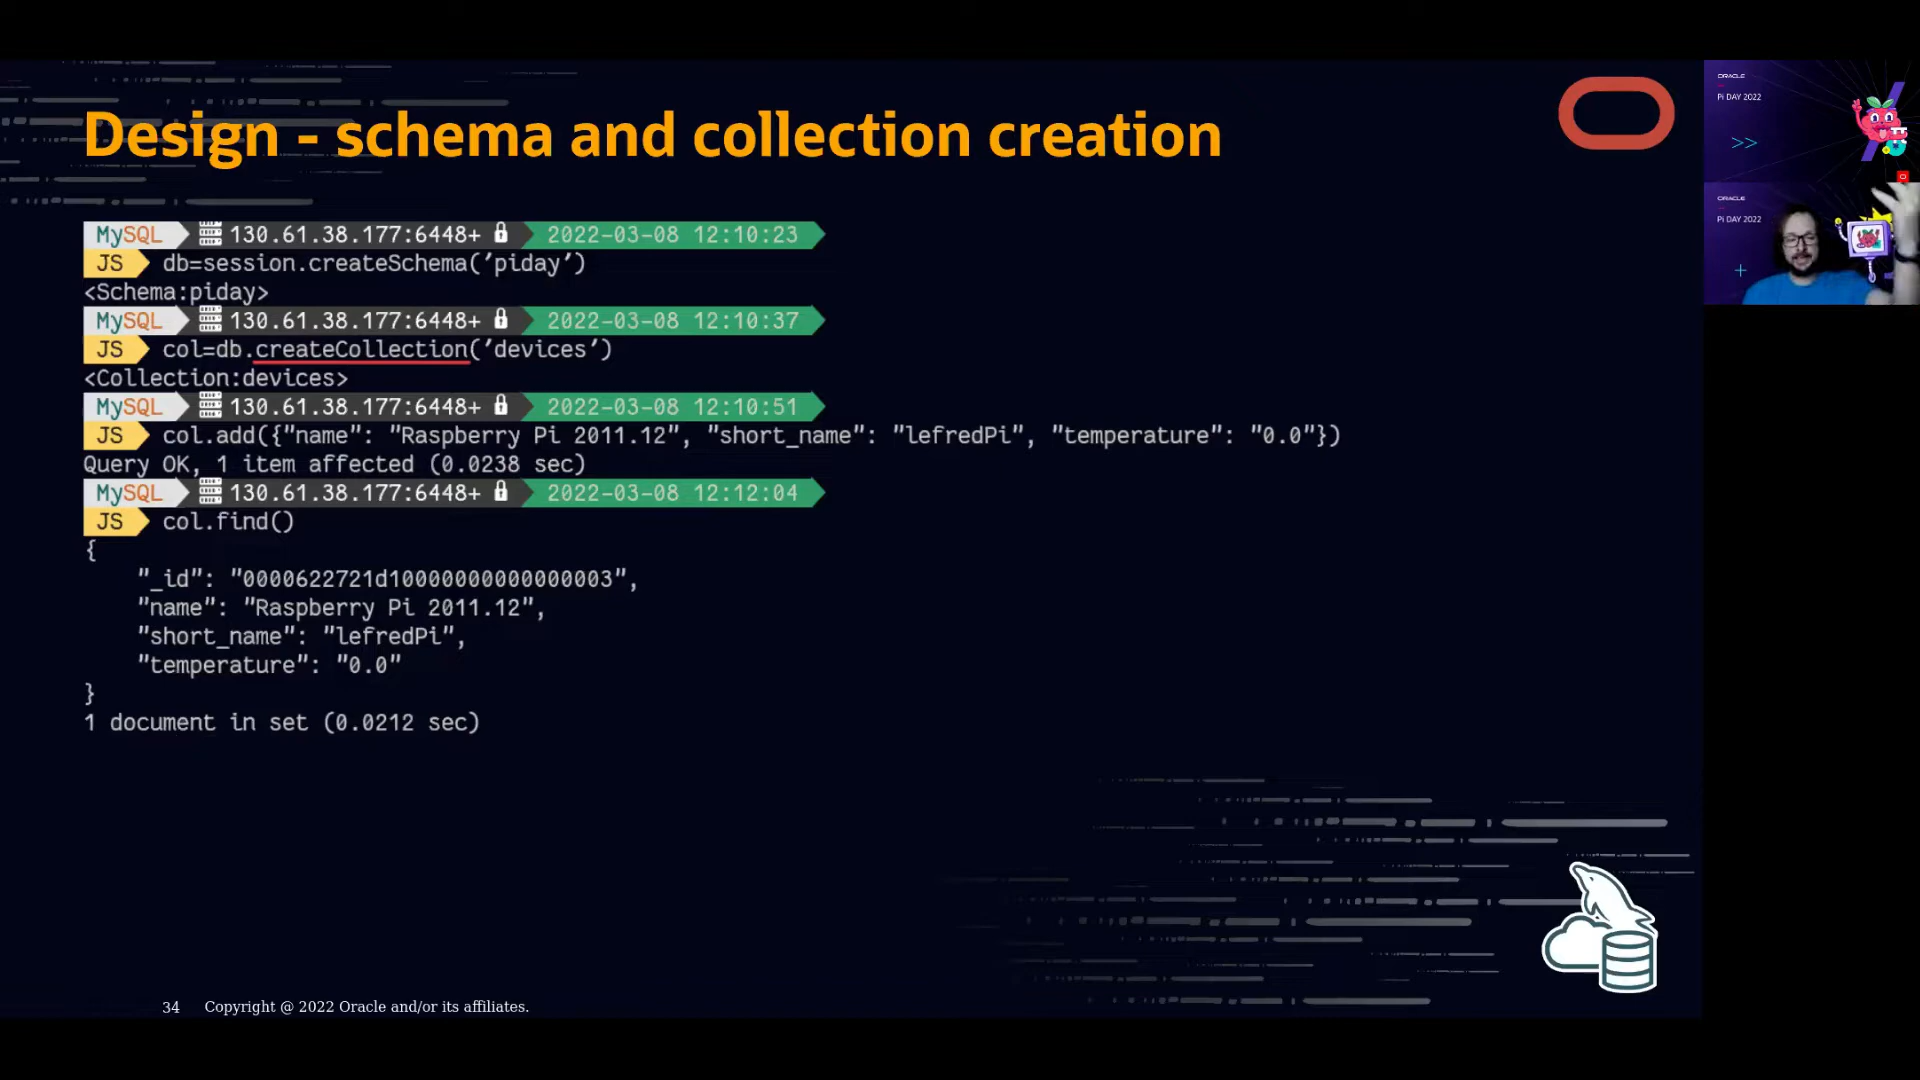 Design - schema and collection creation
MySQL 130.61.38.177:6448+ 2022-03-08 12:10:23
JS db=session.createSchema('piday')
<Schema:piday>
MySQL 130.61.38.177:6448+ 2022-03-08 12:10:37
JS col=db.createCollection('devices')
<Collection:devices>
MySQL 130.61.38.177:6448+ 2022-03-08 12:10:51
JS col.add({"name": "Raspberry Pi 2011.12", "short_name": "lefredPi", "temperature": "0.0"})
Query OK, 1 item affected (0.0238 sec)
MySQL 130.61.38.177:6448+ 2022-03-08 12:12:04
JS col.find()
{
"_id": "0000622721d10000000000000003",
"name": "Raspberry Pi 2011.12",
"short_name": "lefredPi",
"temperature": "0.0"
}
1 document in set (0.0212 sec)
34 Copyright @ 2022 Oracle and/or its affiliates.
ORACLE
Pi DAY 2022
>>
ORACLE
Pi DAY 2022
+